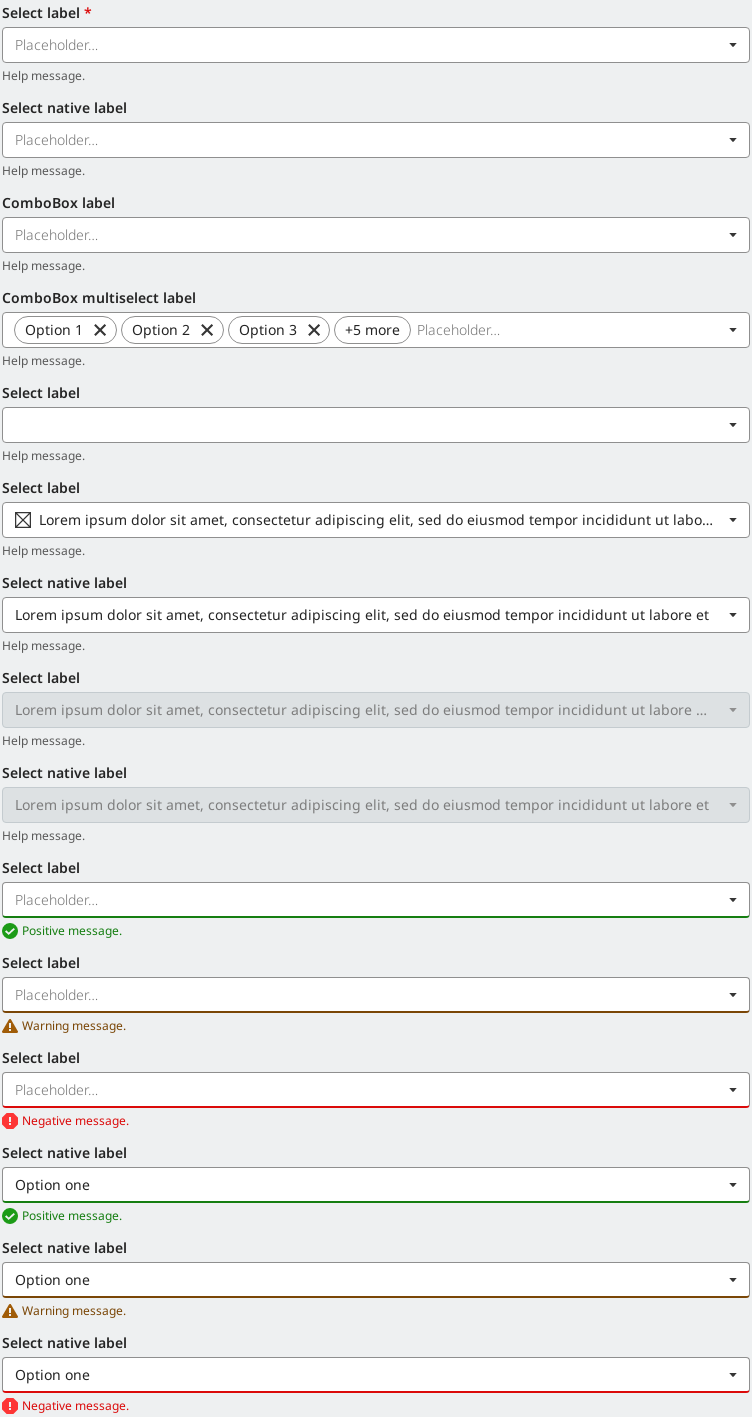 Select label *
Placeholder...
Help message.
Select native label
Placeholder...
Help message.
ComboBox label
Placeholder...
Help message.
ComboBox multiselect label
Option 1 Option 2 Option 3 +5 more Placeholder...
Help message.
Select label
Help message.
Select label
Lorem ipsum dolor sit amet, consectetur adipiscing elit, sed do eiusmod tempor incididunt ut labo...
Help message.
Select native label
Lorem ipsum dolor sit amet, consectetur adipiscing elit, sed do eiusmod tempor incididunt ut labore et
Help message.
Select label
Lorem ipsum dolor sit amet, consectetur adipiscing elit, sed do eiusmod tempor incididunt ut labore ...
Help message.
Select native label
Lorem ipsum dolor sit amet, consectetur adipiscing elit, sed do eiusmod tempor incididunt ut labore et
Help message.
Select label
Placeholder...
Positive message.
Select label
Placeholder...
Warning message.
Select label
Placeholder...
Negative message.
Select native label
Option one
Positive message.
Select native label
Option one
Warning message.
Select native label
Option one
Negative message.